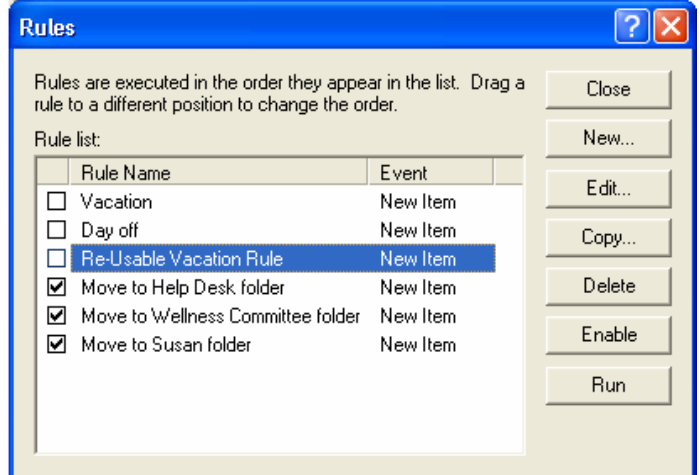 Rules
Rules are executed in the order they appear in the list. Drag a
rule to a different position to change the order.
Rule list:
Rule Name Event
Vacation New Item
Day off New Item
Re-Usable Vacation Rule New Item
Move to Help Desk folder New Item
Move to Wellness Committee folder New Item
Move to Susan folder New Item
Close
New...
Edit...
Copy...
Delete
Enable
Run